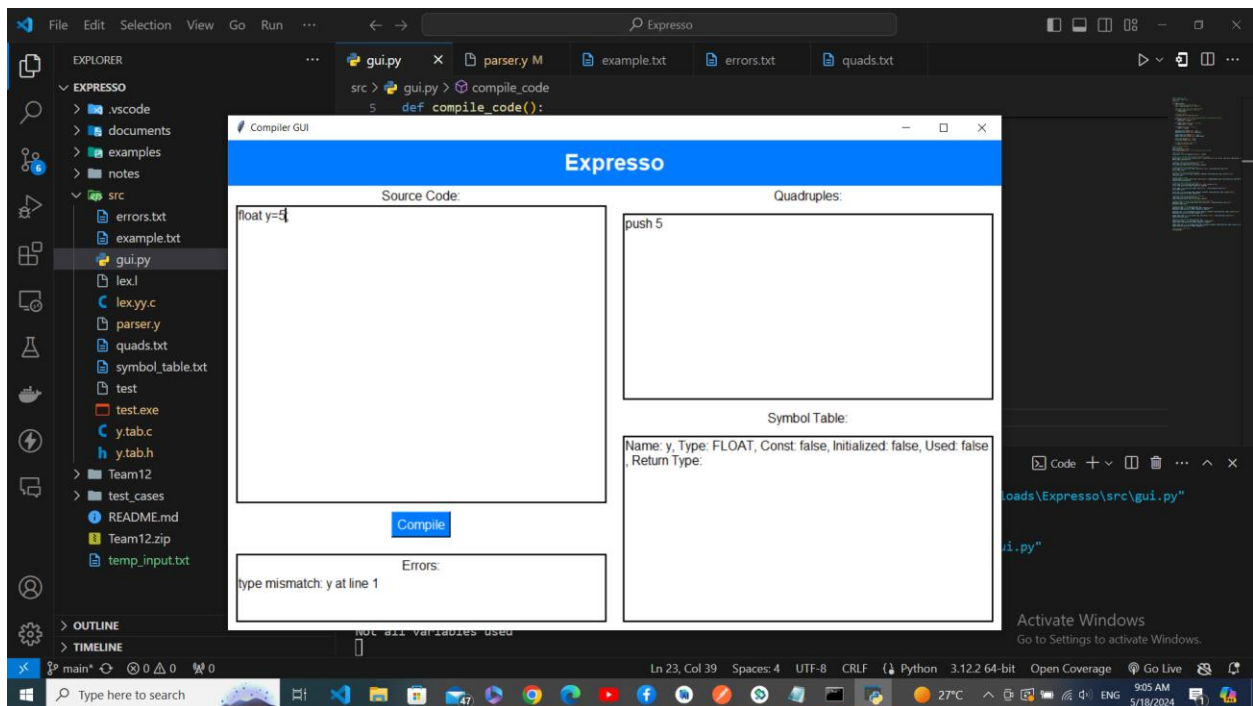 File Edit Selection View Go Run ···
Expresso
EXPLORER ···
gui.py × parser.y M example.txt errors.txt quads.txt
EXPRESSO
src > gui.py > compile_code
5 def compile_code():
.vscode
documents
examples
notes
src
errors.txt
example.txt
gui.py
lex.l
lex.yy.c
parser.y
quads.txt
symbol_table.txt
test
test.exe
y.tab.c
y.tab.h
Team12
test_cases
README.md
Team12.zip
temp_input.txt
OUTLINE
TIMELINE
6
Compiler GUI
Expresso
Source Code:
float y=5;
Compile
Errors:
type mismatch: y at line 1
Quadruples:
push 5
Symbol Table:
Name: y, Type: FLOAT, Const: false, Initialized: false, Used: false
, Return Type:
Code
loads\Expresso\src\gui.py"
ui.py"
Not all variables used
Activate Windows
Go to Settings to activate Windows.
main* 0 0 0 Ln 23, Col 39 Spaces: 4 UTF-8 CRLF Python 3.12.2 64-bit Open Coverage Go Live
Type here to search 47 27°C ENG 9:05 AM
5/18/2024